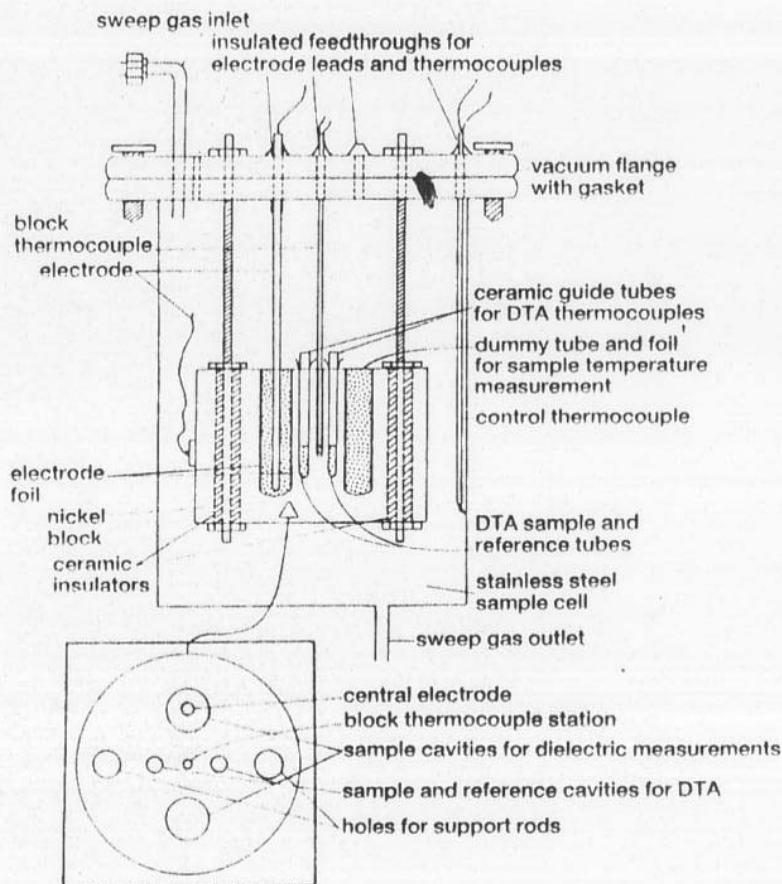 sweep gas inlet
insulated feedthroughs for
electrode leads and thermocouples
vacuum flange
with gasket
block
thermocouple
electrode
ceramic guide tubes
for DTA thermocouples
dummy tube and foil
for sample temperature
measurement
control thermocouple
electrode
foil
nickel
block
ceramic
insulators
DTA sample and
reference tubes
stainless steel
sample cell
sweep gas outlet
central electrode
block thermocouple station
sample cavities for dielectric measurements
sample and reference cavities for DTA
holes for support rods